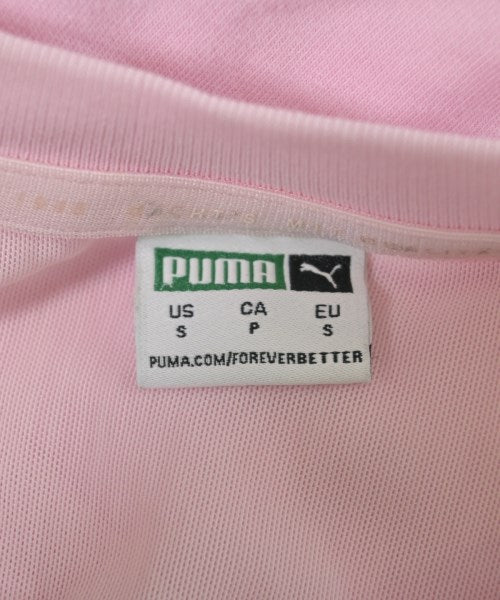 PUMA
US CA EU
S P S
PUMA.COM/FOREVERBETTER